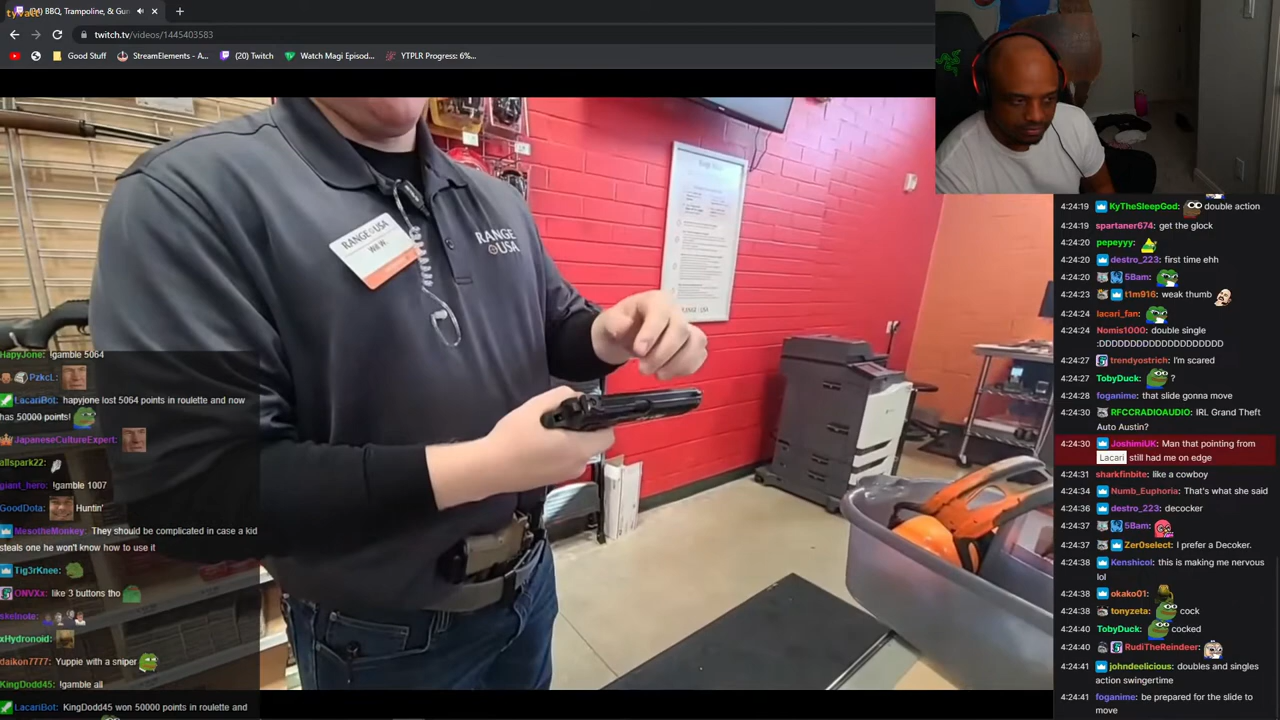 BBQ, Trampoline, & Gun
twitch.tv/videos/1445403583
Good Stuff
StreamElements - A...
(20) Twitch
Watch Magi Episod...
YTPLR Progress: 6%...
RANGE USA
Will W.
RANGE
USA
HapyJone: !gamble 5064
PzkcL:
LacariBot: hapyjone lost 5064 points in roulette and now
has 50000 points!
JapaneseCultureExpert:
allspark22:
giant_hero: !gamble 1007
GoodDota: Huntin'
MesotheMonkey: They should be complicated in case a kid
steals one he won't know how to use it
Tig3rKnee:
ONVXx: like 3 buttons tho
skelnote:
xHydronoid:
daikon7777: Yuppie with a sniper
KingDodd45: !gamble all
LacariBot: KingDodd45 won 50000 points in roulette and
4:24:19 KyTheSleepGod: double action
4:24:19 spartaner674: get the glock
4:24:20 pepeyyy:
4:24:20 destro_223: first time ehh
4:24:20 5Bam:
4:24:23 t1m916: weak thumb
4:24:24 lacari_fan:
4:24:24 Nomis1000: double single
:DDDDDDDDDDDDDDDDDDDDDDD
4:24:27 trendyostrich: I'm scared
4:24:27 TobyDuck: ?
4:24:28 foganime: that slide gonna move
4:24:30 RFCCRADIOAUDIO: IRL Grand Theft
Auto Austin?
4:24:30 JoshimiUK: Man that pointing from
Lacari still had me on edge
4:24:31 sharkfinbite: like a cowboy
4:24:34 Numb_Euphoria: That's what she said
4:24:36 destro_223: decocker
4:24:37 5Bam:
4:24:37 Zer0select: I prefer a Decoker.
4:24:38 Kenshicol: this is making me nervous
lol
4:24:38 okako01:
4:24:38 tonyzeta: cock
4:24:40 TobyDuck: cocked
4:24:40 RudiTheReindeer:
4:24:41 johndeelicious: doubles and singles
action swingertime
4:24:41 foganime: be prepared for the slide to
move